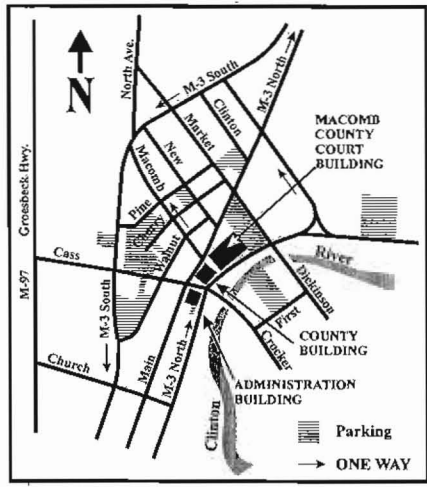 North Ave.
M-3 South
M-3 North
N
Clinton
Market
New
Macomb
MACOMB
COUNTY
COURT
BUILDING
Groesbeck Hwy.
M-97
Pine
Cherry
Walnut
Cass
River
M-3 South
Dickinson
First
Crocker
COUNTY
BUILDING
Church
Main
M-3 North
ADMINISTRATION
BUILDING
Clinton
Parking
ONE WAY